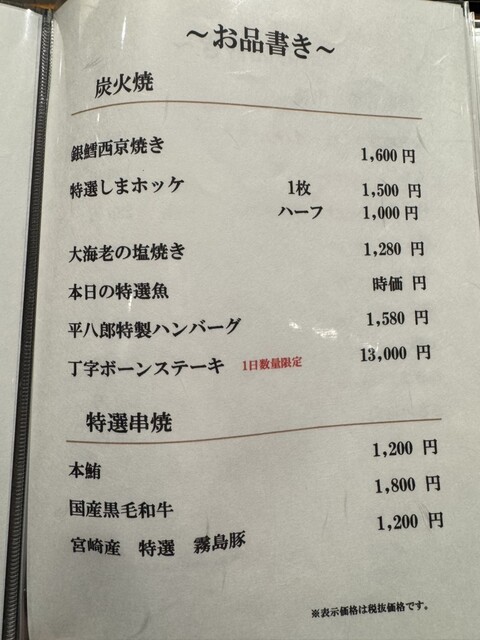 ～お品書き～
炭火焼
銀鱈西京焼き 1,600 円
特選しまホッケ 1枚 1,500 円
ハーフ 1,000 円
大海老の塩焼き 1,280 円
本日の特選魚 時価 円
平八郎特製ハンバーグ 1,580 円
丁字ボーンステーキ 1日数量限定 13,000 円
特選串焼
本鮪 1,200 円
国産黒毛和牛 1,800 円
宮崎産 特選 霧島豚 1,200 円
※表示価格は税抜価格です。